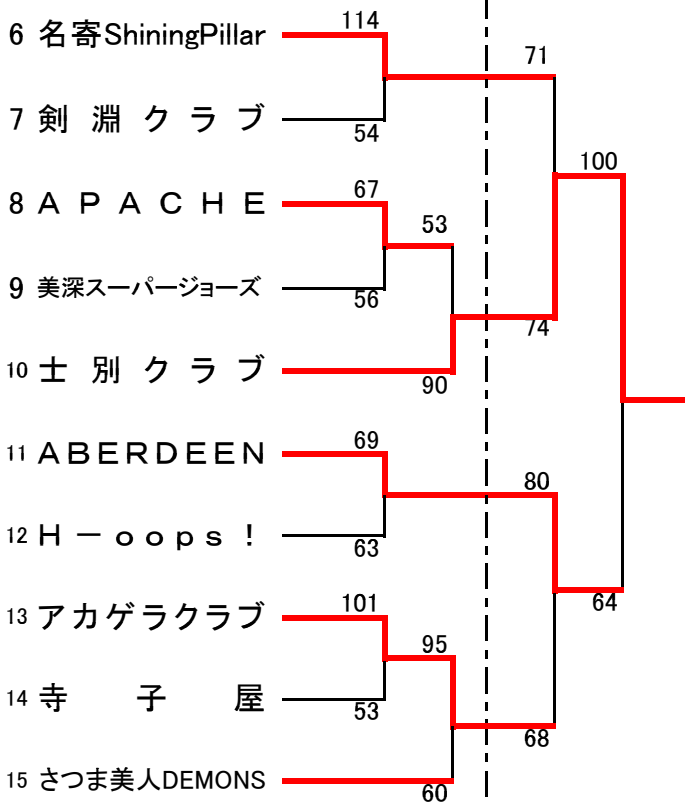 114
6 名寄ShiningPillar
71
7 剣淵クラブ
54
100
67
8 ＡＰＡＣＨＥ
53
9 美深スーパージョーズ
56
74
10 士別クラブ
90
69
11 ＡＢＥＲＤＥＥＮ
80
12 Ｈ－ｏｏｐｓ！
63
64
101
13 アカゲラクラブ
95
14 寺子屋
53
68
15 さつま美人DEMONS
60